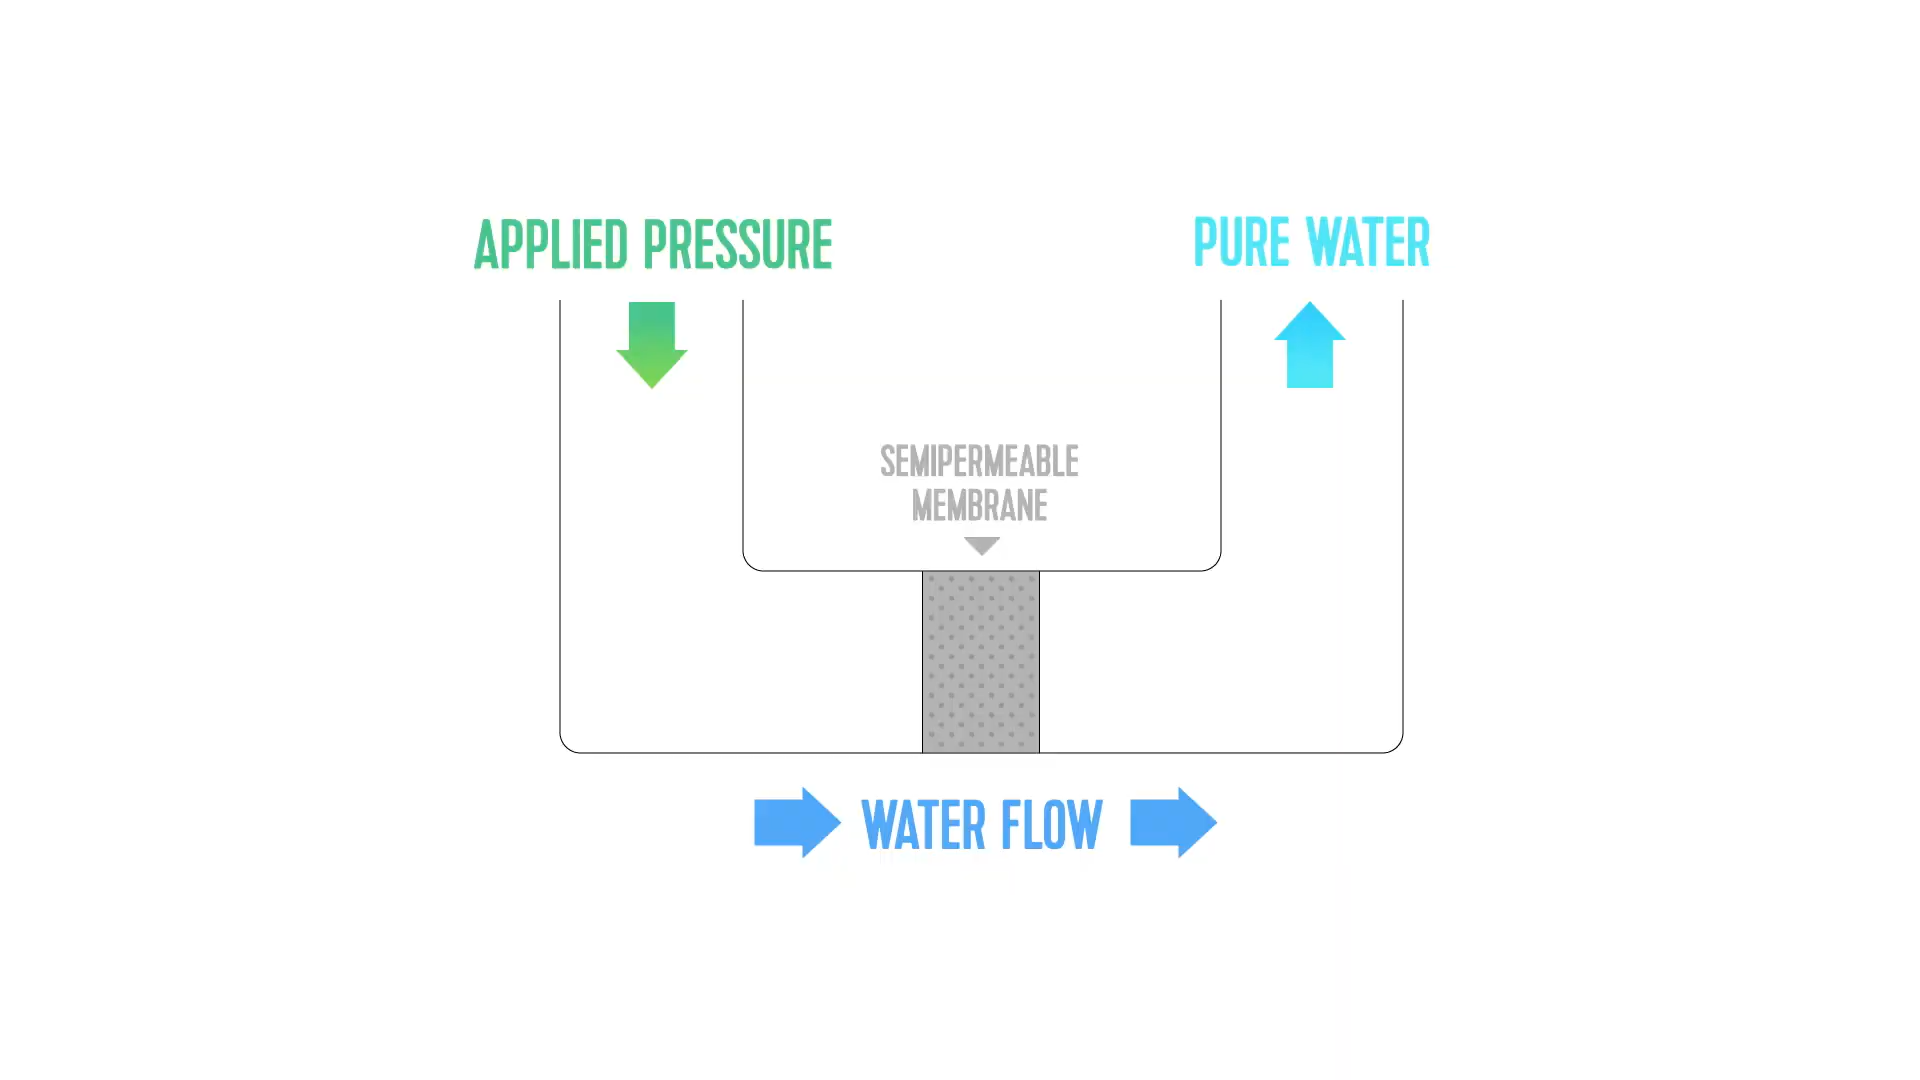 APPLIED PRESSURE
PURE WATER
SEMIPERMEABLE
MEMBRANE
WATER FLOW